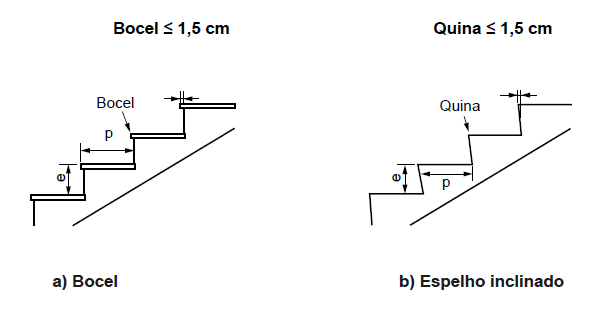 Bocel ≤ 1,5 cm
Quina ≤ 1,5 cm
Bocel
p
e
Quina
e
p
a) Bocel
b) Espelho inclinado